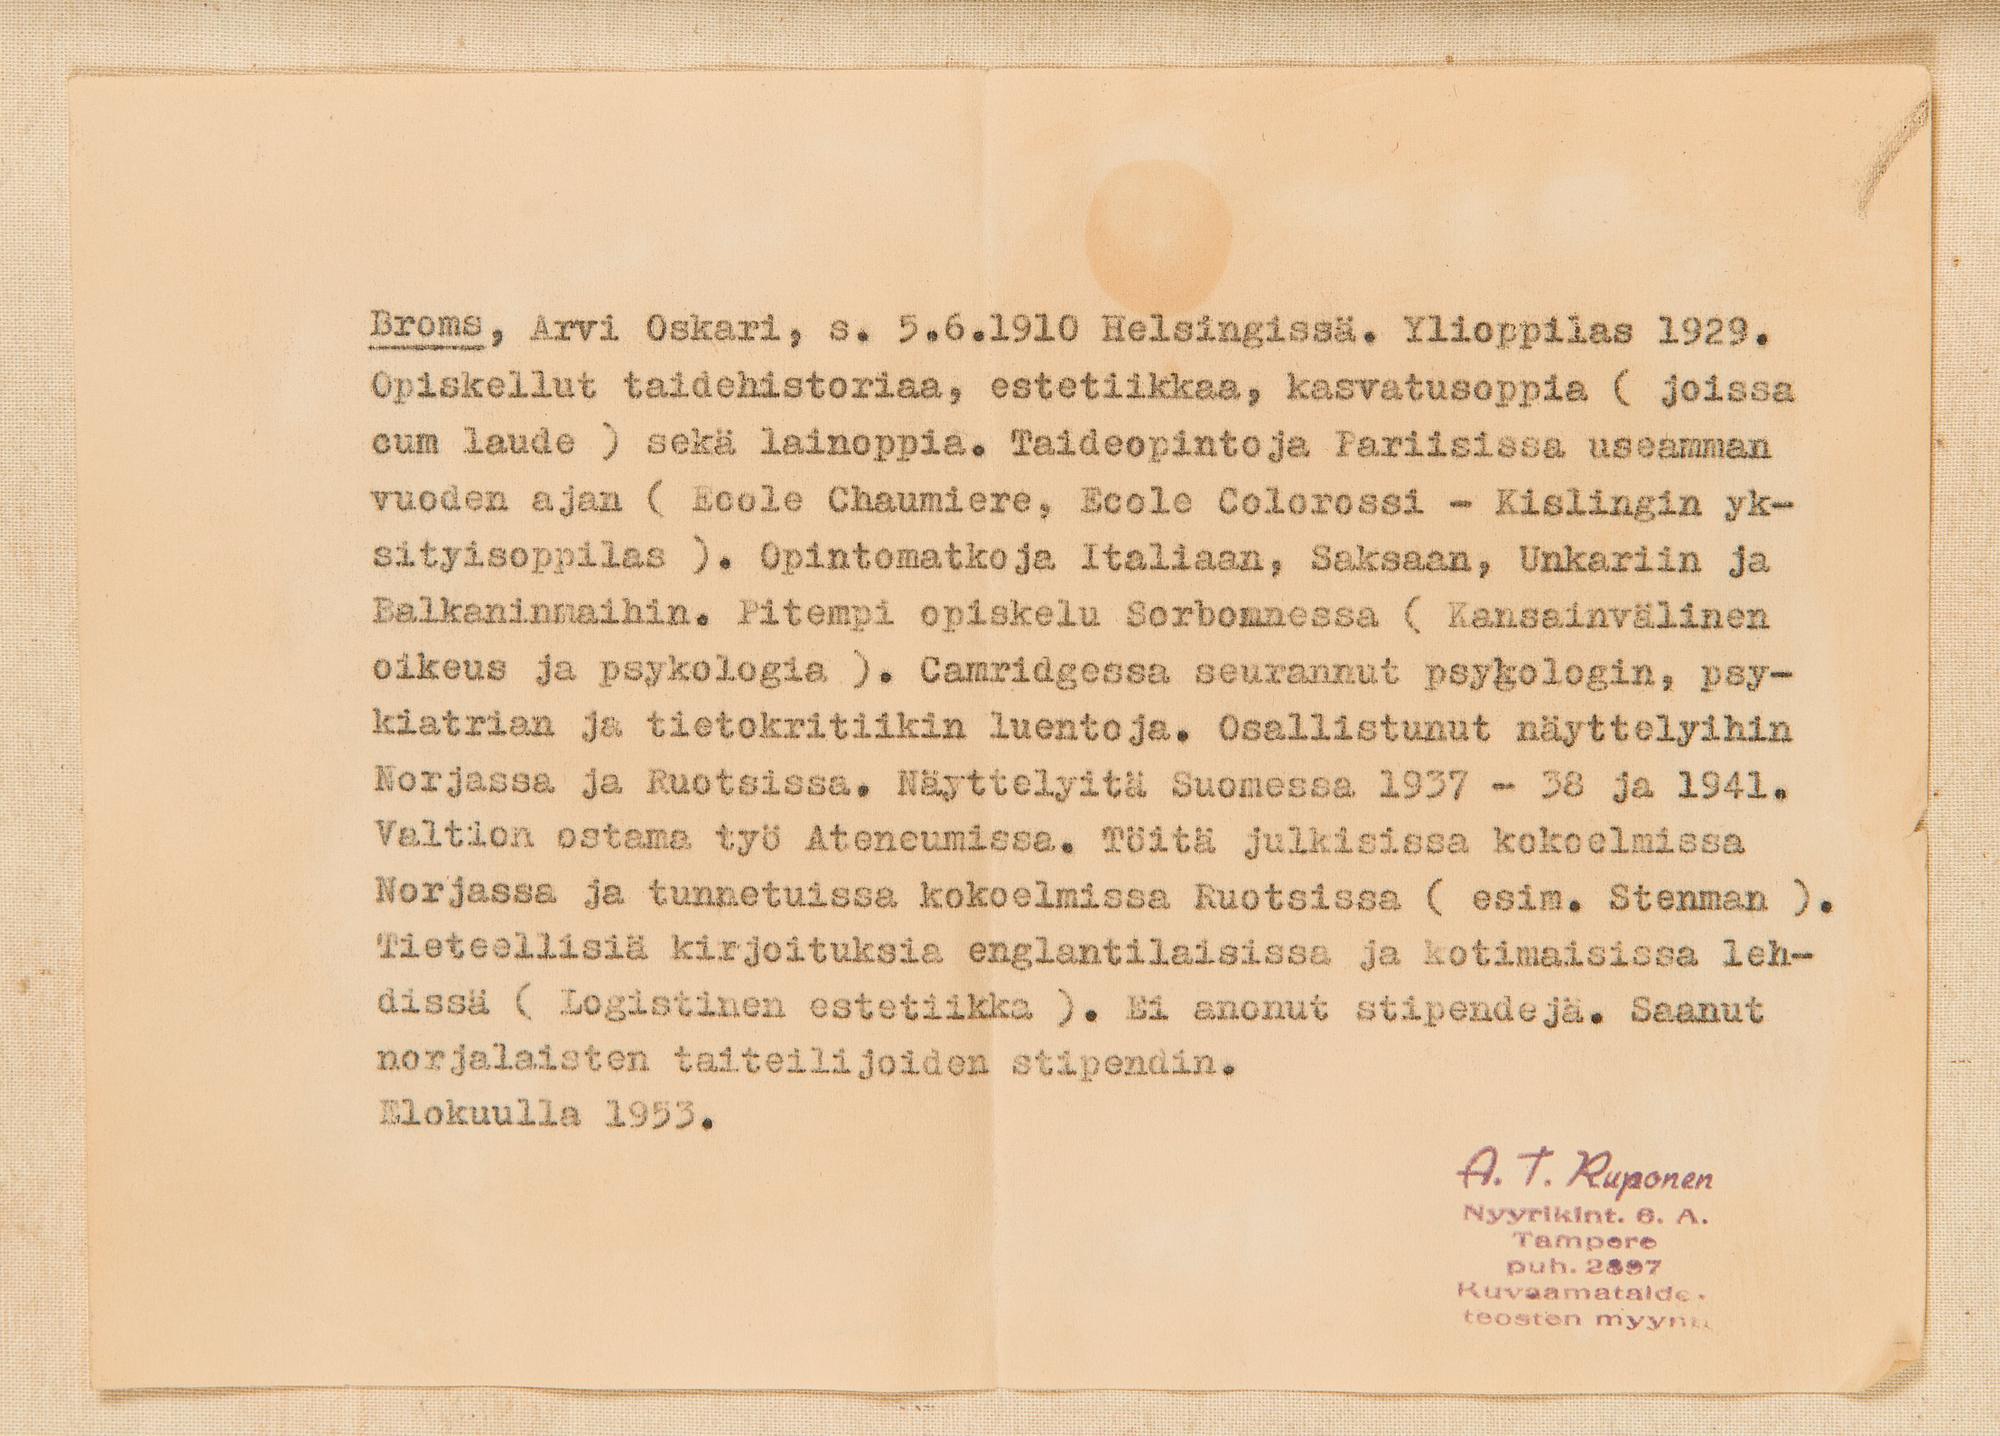 Broms, Arvi Oskari, s. 5.6.1910 Helsingissä. Ylioppilas 1929.
Opiskellut taidehistoriaa, estetiikkaa, kasvatusoppia ( joissa
cum laude ) sekä lainoppia. Taideopintoja Pariisissa useamman
vuoden ajan ( Ecole Chaumiere, Ecole Colorossi - Kislingin yk-
sityisoppilas ). Opintomatkoja Italiaan, Saksaan, Unkariin ja
Balkaninmaihin. Pitempi opiskelu Sorbonnessa ( Kansainvälinen
oikeus ja psykologia ). Camridgessa seurannut psykologin, psy-
kiatrian ja tietokritiikin luentoja. Osallistunut näyttelyihin
Norjassa ja Ruotsissa. Näyttelyitä Suomessa 1937 - 38 ja 1941.
Valtion ostama työ Ateneumissa. Töitä julkisissa kokoelmissa
Norjassa ja tunnetuissa kokoelmissa Ruotsissa ( esim. Stenman ).
Tieteellisiä kirjoituksia englantilaisissa ja kotimaisissa leh-
dissä ( Logistinen estetiikka ). Ei anonut stipendejä. Saanut
norjalaisten taiteilijoiden stipendin.
Elokuulla 1953.
A. T. Ruponen
Nyyrikint. 6. A.
Tampere
puh.
Kuvaamataide-
teosten myynti